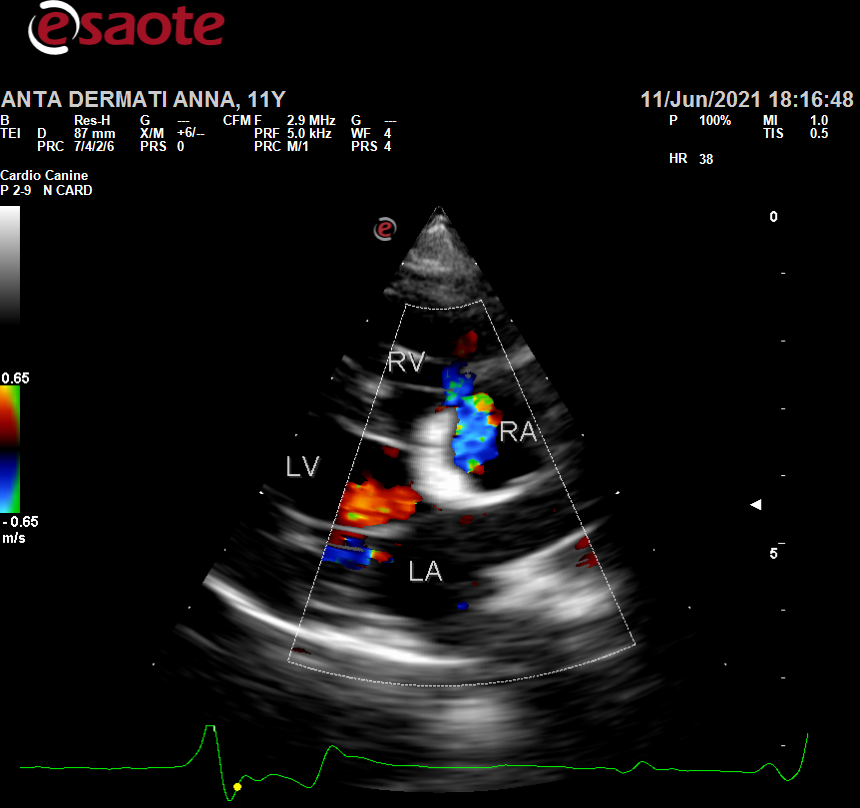 esaote
ANTA DERMATI ANNA, 11Y 11/Jun/2021 18:16:48
B Res-H G --- CFM F 2.9 MHz G --- P 100% MI 1.0
TEI D 87 mm X/M +6/-- PRF 5.0 kHz WF 4 TIS 0.5
PRC 7/4/2/6 PRS 0 PRC M/1 PRS 4
HR 38
Cardio Canine
P 2-9 N CARD
e
0
RV
0.65
RA
LV
-0.65
m/s
5
LA